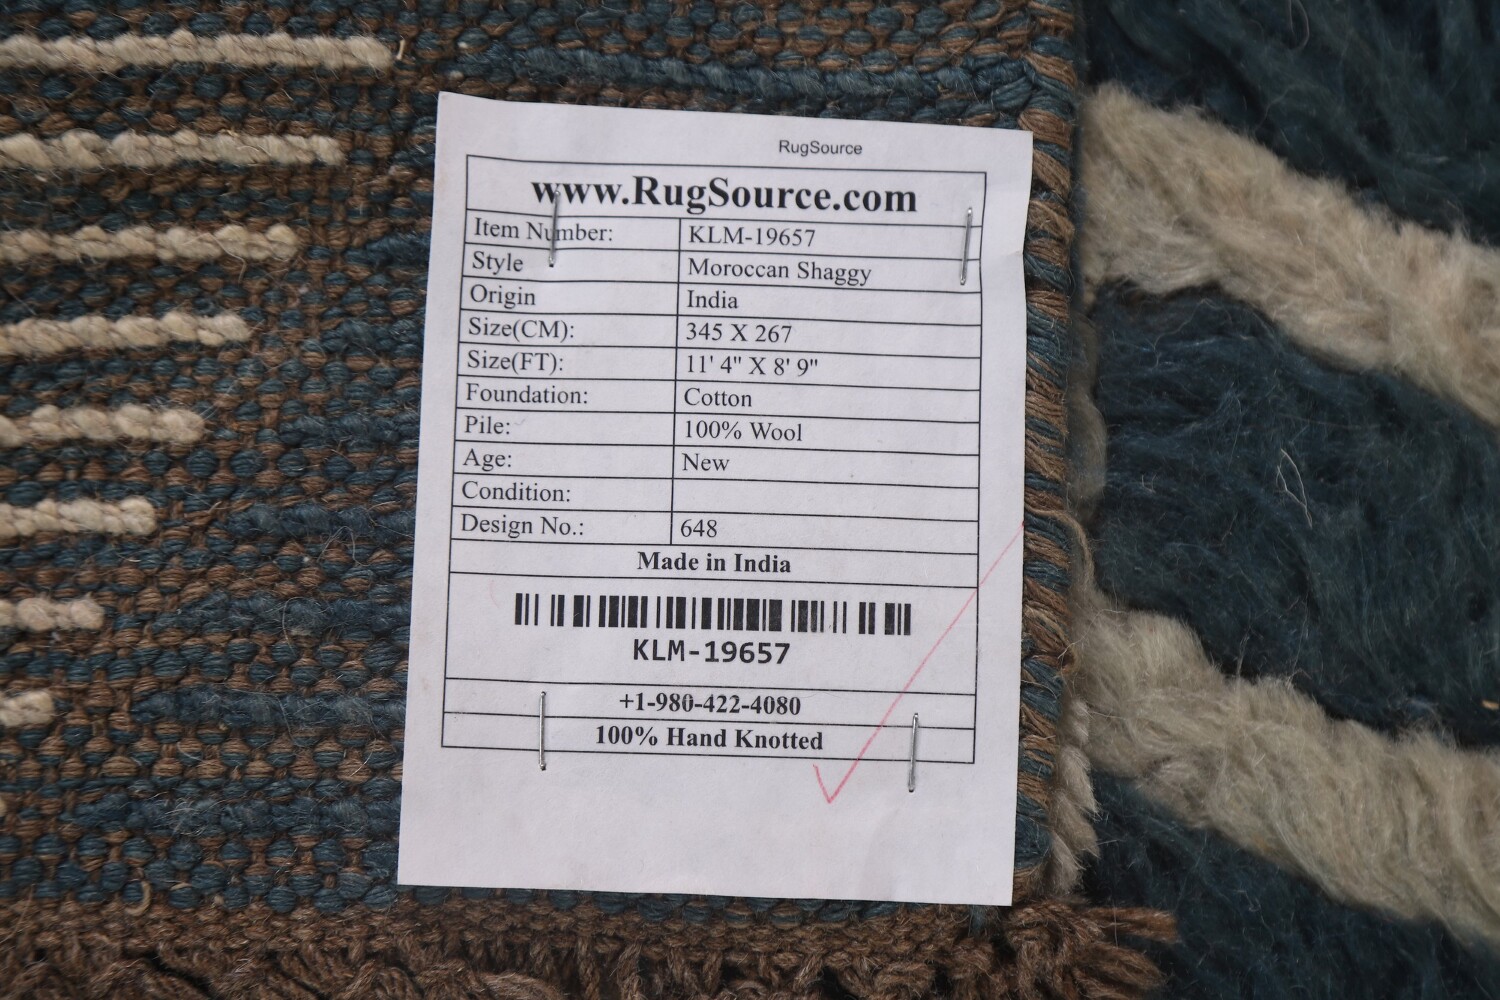 RugSource
www.RugSource.com
Item Number: KLM-19657
Style Moroccan Shaggy
Origin India
Size(CM): 345 X 267
Size(FT): 11' 4" X 8' 9"
Foundation: Cotton
Pile: 100% Wool
Age: New
Condition:
Design No.: 648
Made in India
KLM-19657
+1-980-422-4080
100% Hand Knotted